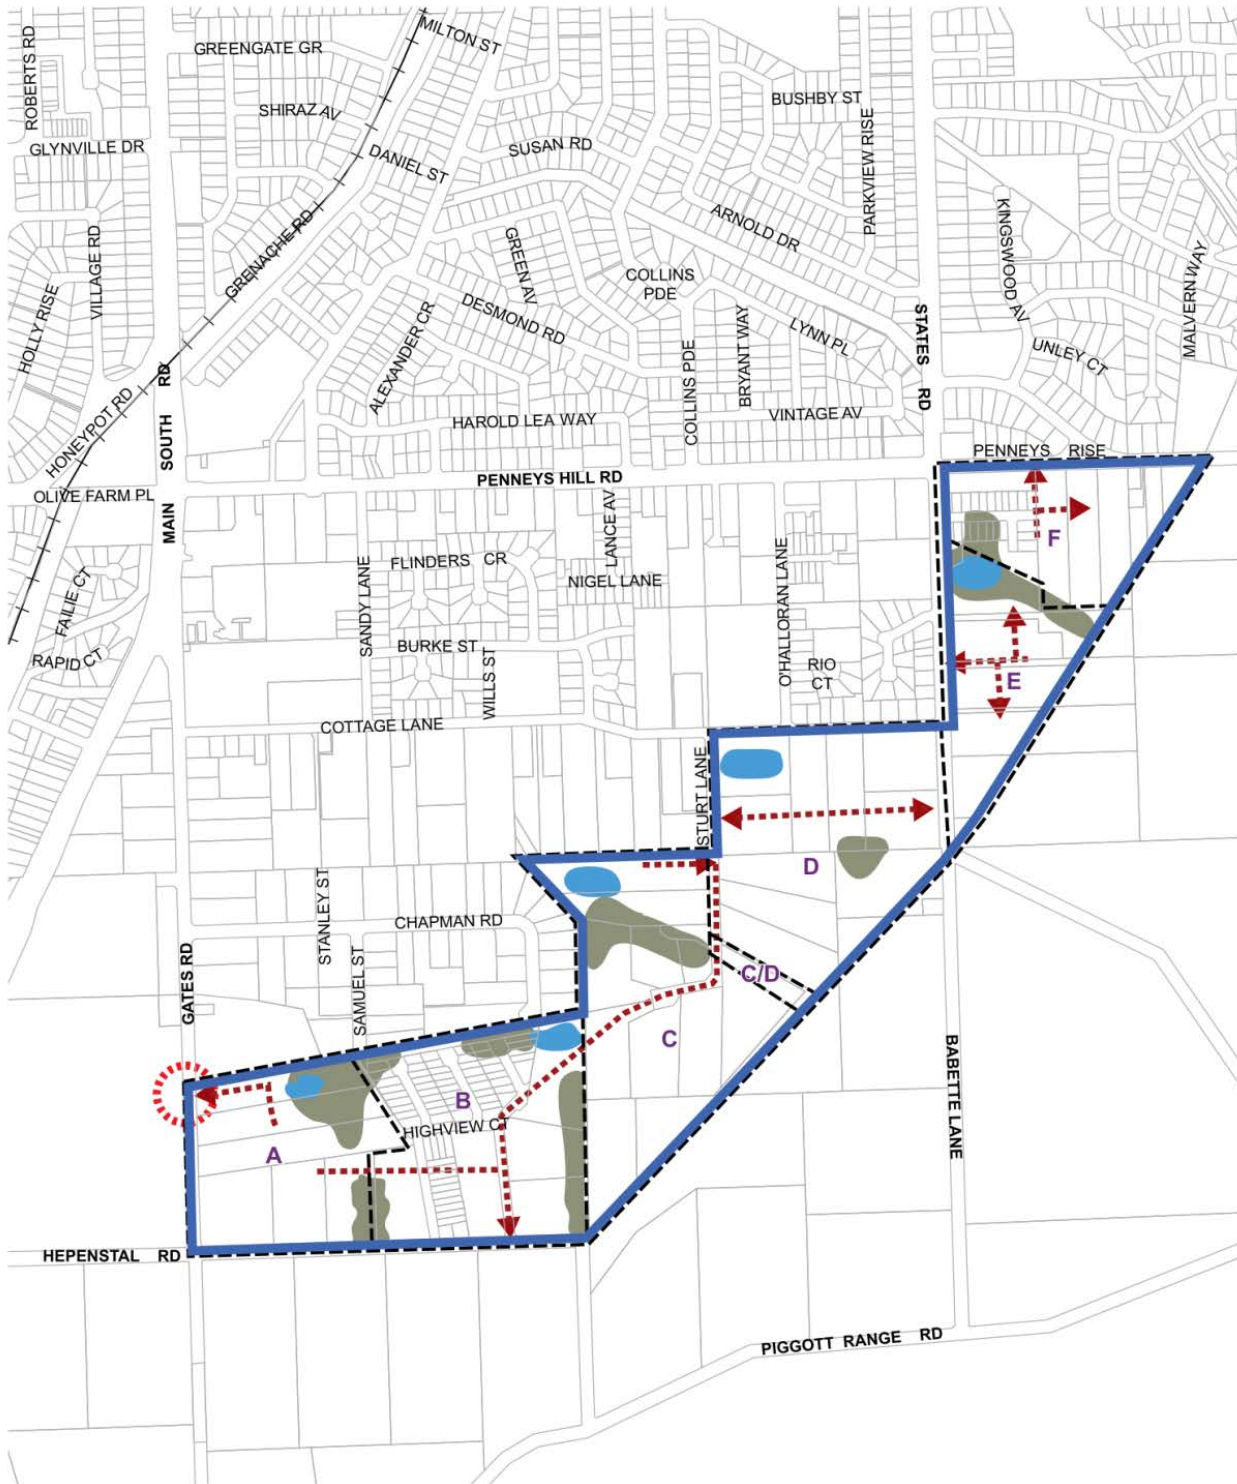 ROBERTS RD
GREENGATE GR
MILTON ST
SHIRAZ AV
BUSHBY ST
GLYNVILLE DR
DANIEL ST
SUSAN RD
PARKVIEW RISE
VILLAGE RD
GRENACHE RD
GREEN AV
ARNOLD DR
KINGSWOOD AV
MALVERN WAY
HOLLY RISE
COLLINS
PDE
DESMOND RD
ALEXANDER CR
BRYANT WAY
LYNN PL
STATES RD
UNLEY CT
COLLINS PDE
HONEYPOT RD
HAROLD LEA WAY
VINTAGE AV
MAIN SOUTH RD
PENNEYS RISE
PENNEYS HILL RD
OLIVE FARM PL
LANCE AV
F
FLINDERS CR
NIGEL LANE
SANDY LANE
O'HALLORAN LANE
FAILIE CT
BURKE ST
RAPID CT
WILLS ST
RIO
CT
E
COTTAGE LANE
STURT LANE
D
STANLEY ST
CHAPMAN RD
GATES RD
SAMUEL ST
C/D
C
B
HIGHVIEW CT
BABETTE LANE
A
HEPENSTAL RD
PIGGOTT RANGE RD